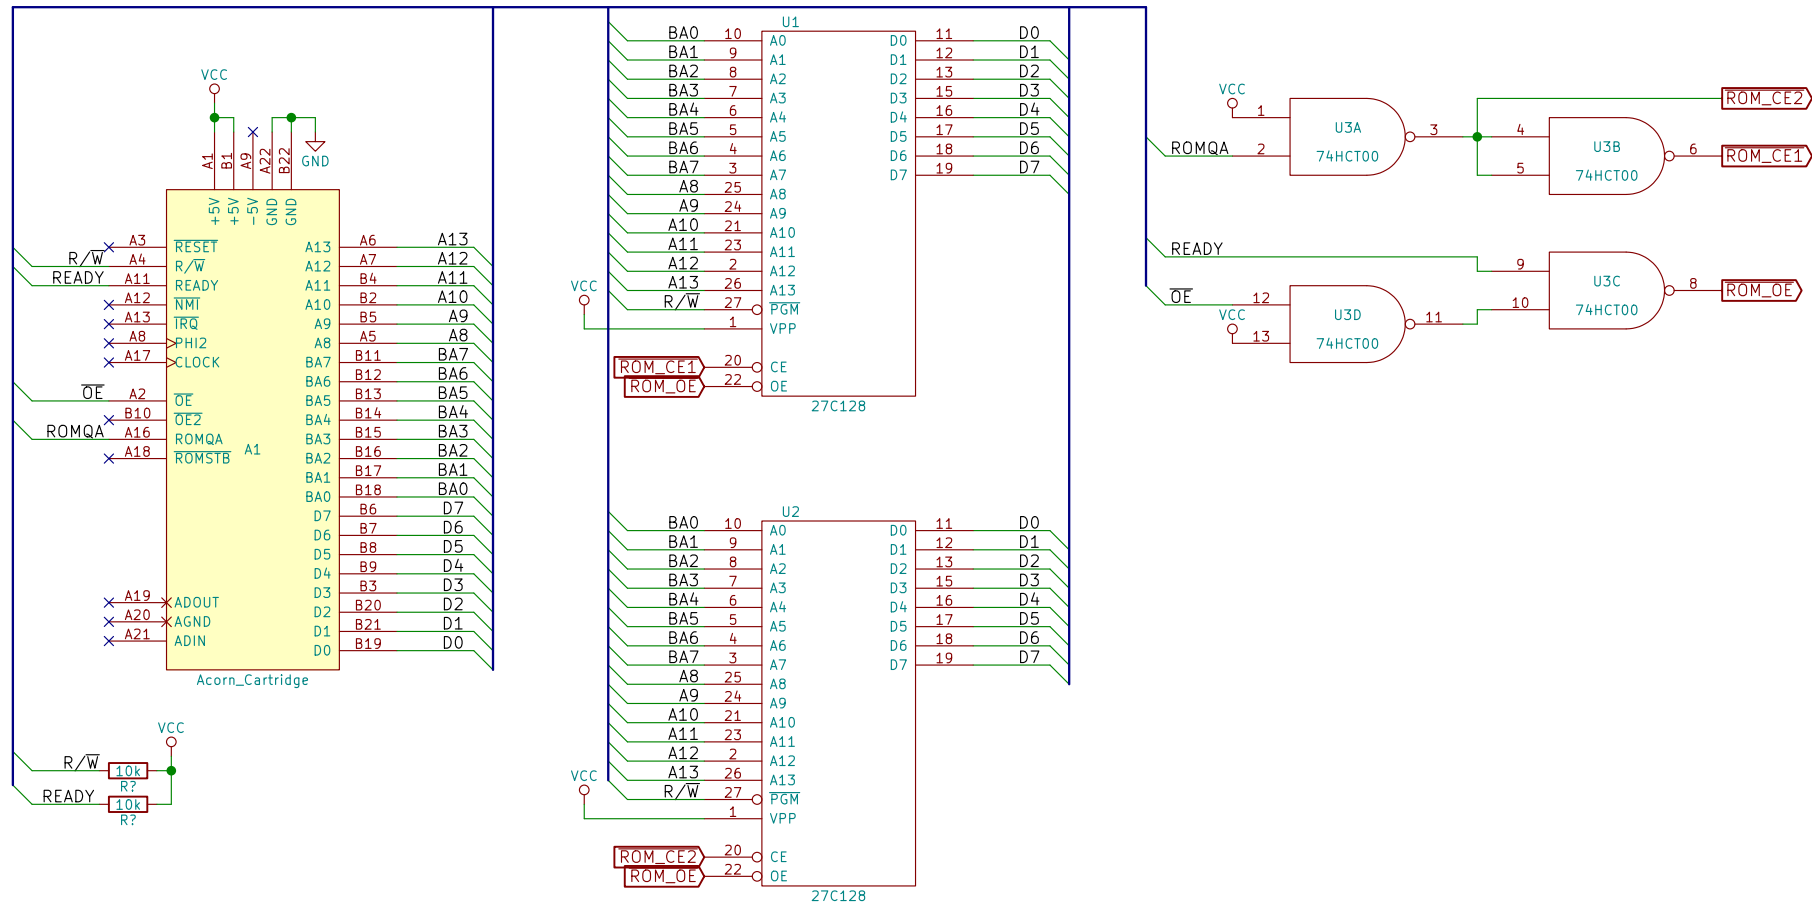 VCC
A1
B1
A9
A22
B22
GND
+5V
+5V
-5V
GND
GND
A3 RESET A13 A6 A13
R/W A4 R/W A12 A7 A12
READY A11 READY A11 B4 A11
A12 NMI A10 B2 A10
A13 IRQ A9 B5 A9
A8 PHI2 A8 A5 A8
A17 CLOCK BA7 B11 BA7
BA6 B12 BA6
OE A2 OE BA5 B13 BA5
B10 OE2 BA4 B14 BA4
ROMQA A16 ROMQA BA3 B15 BA3
A18 ROMSTB A1 BA2 B16 BA2
BA1 B17 BA1
BA0 B18 BA0
D7 B6 D7
D6 B7 D6
D5 B8 D5
D4 B9 D4
A19 ADOUT D3 B3 D3
A20 AGND D2 B20 D2
A21 ADIN D1 B21 D1
D0 B19 D0
Acorn_Cartridge
VCC
R/W 10k
R?
READY 10k
R?
U1
BA0 10 A0 D0 11 D0
BA1 9 A1 D1 12 D1
BA2 8 A2 D2 13 D2
BA3 7 A3 D3 15 D3
BA4 6 A4 D4 16 D4
BA5 5 A5 D5 17 D5
BA6 4 A6 D6 18 D6
BA7 3 A7 D7 19 D7
A8 25 A8
A9 24 A9
A10 21 A10
A11 23 A11
A12 2 A12
A13 26 A13
VCC
R/W 27 PGM
1 VPP
ROM_CE1 20 CE
ROM_OE 22 OE
27C128
U2
BA0 10 A0 D0 11 D0
BA1 9 A1 D1 12 D1
BA2 8 A2 D2 13 D2
BA3 7 A3 D3 15 D3
BA4 6 A4 D4 16 D4
BA5 5 A5 D5 17 D5
BA6 4 A6 D6 18 D6
BA7 3 A7 D7 19 D7
A8 25 A8
A9 24 A9
A10 21 A10
A11 23 A11
A12 2 A12
A13 26 A13
VCC
R/W 27 PGM
1 VPP
ROM_CE2 20 CE
ROM_OE 22 OE
27C128
VCC
1
ROMQA 2
U3A
74HCT00
3
4
5
U3B
74HCT00
6
ROM_CE2
ROM_CE1
READY
9
10
U3C
74HCT00
8
ROM_OE
OE 12
VCC
13
U3D
74HCT00
11